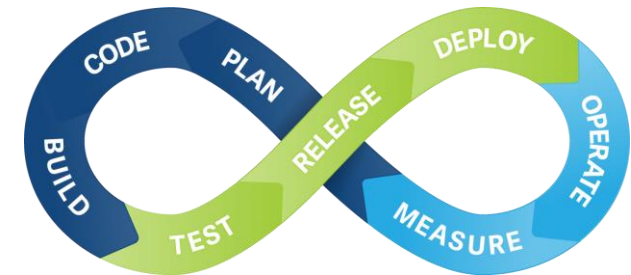 PLAN
CODE
BUILD
TEST
RELEASE
DEPLOY
OPERATE
MEASURE